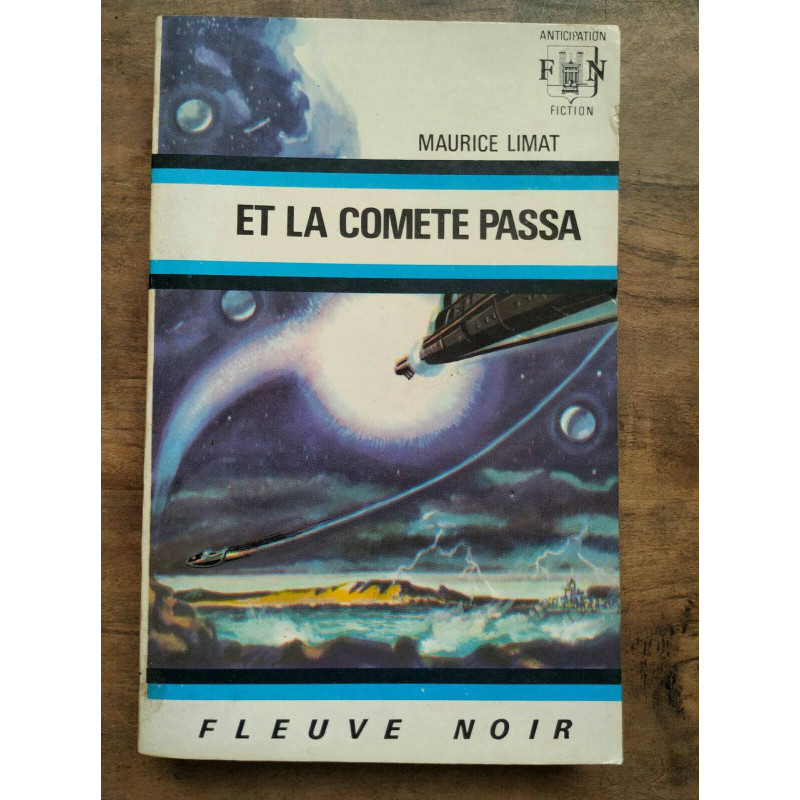 ANTICIPATION
FN
FICTION
MAURICE LIMAT
ET LA COMETE PASSA
FLEUVE NOIR